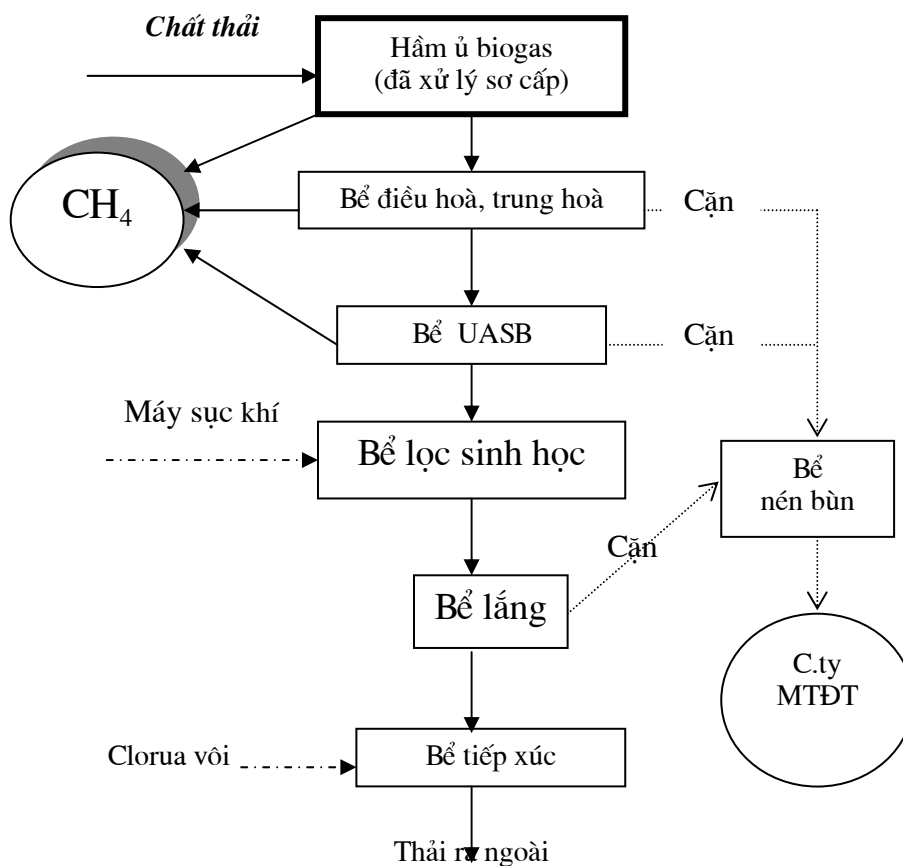 Chất thải
Hầm ủ biogas
(đã xử lý sơ cấp)
CH₄
Bể điều hoà, trung hoà
Cặn
Bể UASB
Cặn
Máy sục khí
Bể lọc sinh học
Bể
nén bùn
Cặn
Bể lắng
C.ty
MTĐT
Clorua vôi
Bể tiếp xúc
Thải ra ngoài